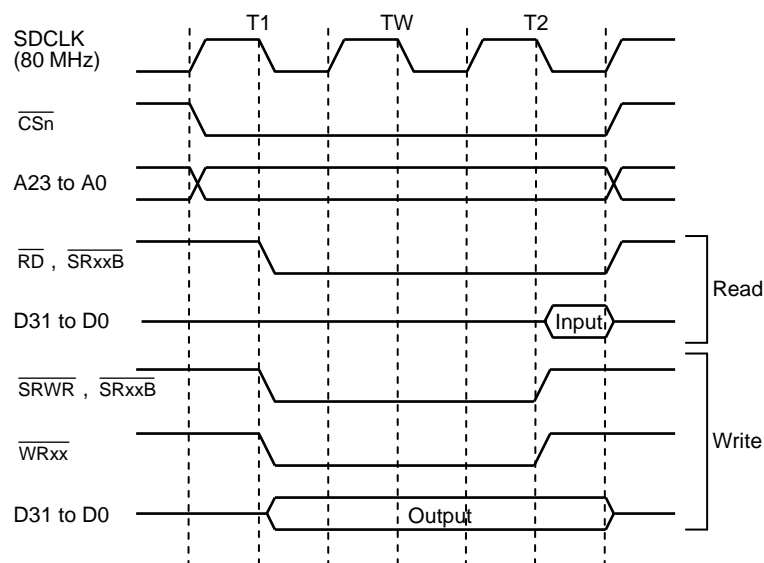 T1 TW T2
SDCLK
(80 MHz)
CSn
A23 to A0
RD , SRxxB
Read
D31 to D0 Input
SRWR , SRxxB
Write
WRxx
D31 to D0 Output